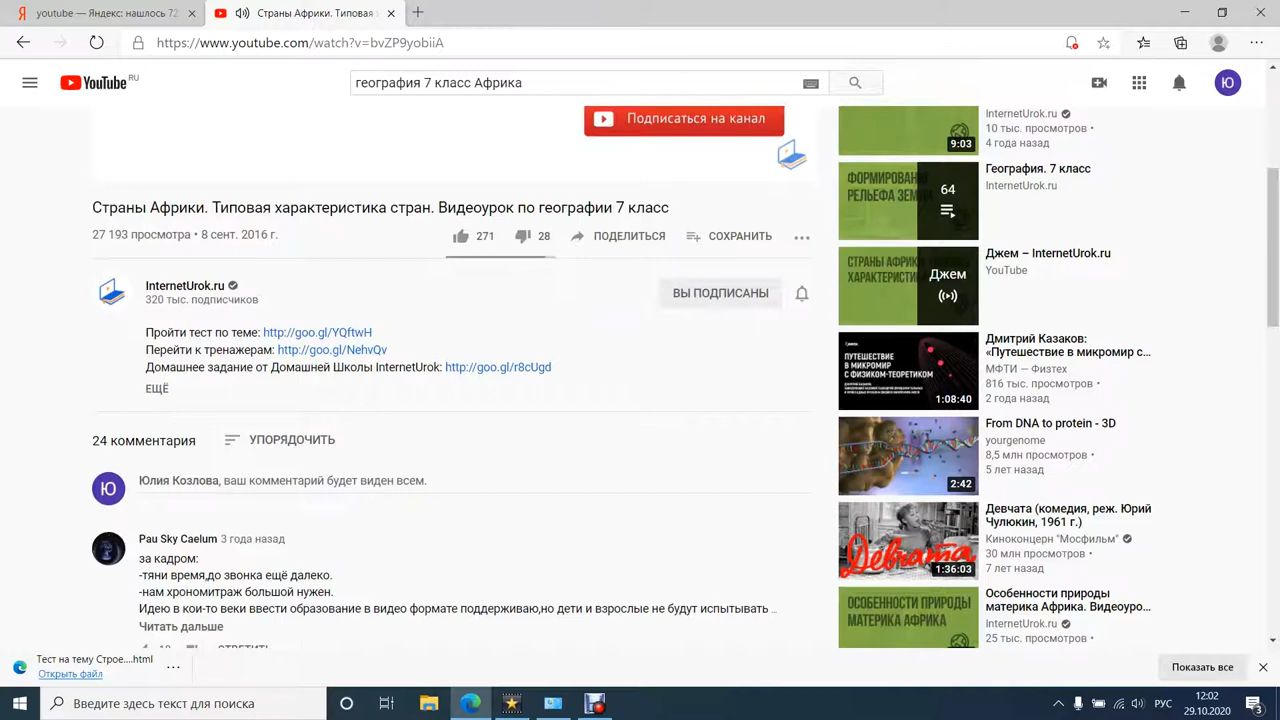 youtube — Яндекс нашлось 72
Страны Африки. Типовая
https://www.youtube.com/watch?v=bvZP9yobiiA
YouTube RU
география 7 класс Африка
Ю
Подписаться на канал
Страны Африки. Типовая характеристика стран. Видеоурок по географии 7 класс
27 193 просмотра • 8 сент. 2016 г.
271
28
ПОДЕЛИТЬСЯ
СОХРАНИТЬ
InternetUrok.ru
320 тыс. подписчиков
ВЫ ПОДПИСАНЫ
Пройти тест по теме: http://goo.gl/YQftwH
Перейти к тренажерам: http://goo.gl/NehvQv
Домашнее задание от Домашней Школы InternetUrok: http://goo.gl/r8cUgd
ЕЩЁ
24 комментария
УПОРЯДОЧИТЬ
Ю
Юлия Козлова, ваш комментарий будет виден всем.
Pau Sky Caelum 3 года назад
за кадром:
-тяни время,до звонка ещё далеко.
-нам хрономитраж большой нужен.
Идею в кои-то веки ввести образование в видео формате поддерживаю,но дети и взрослые не будут испытывать ...
Читать дальше
9:03
InternetUrok.ru
10 тыс. просмотров •
4 года назад
ФОРМИРОВАНИ
РЕЛЬЕФА ЗЕМ
64
География. 7 класс
InternetUrok.ru
СТРАНЫ АФРИКИ
ХАРАКТЕРИСТИК
Джем
Джем – InternetUrok.ru
YouTube
ПУТЕШЕСТВИЕ
В МИКРОМИР
С ФИЗИКОМ-ТЕОРЕТИКОМ
1:08:40
Дмитрий Казаков:
«Путешествие в микромир с...
МФТИ — Физтех
816 тыс. просмотров •
2 года назад
2:42
From DNA to protein - 3D
yourgenome
8,5 млн просмотров •
5 лет назад
Девчата
1:36:03
Девчата (комедия, реж. Юрий
Чулюкин, 1961 г.)
Киноконцерн "Мосфильм"
30 млн просмотров •
7 лет назад
ОСОБЕННОСТИ ПРИРОДЫ
МАТЕРИКА АФРИКА
Особенности природы
материка Африка. Видеоуро...
InternetUrok.ru
25 тыс. просмотров •
Тест на тему Строе....html
Открыть файл
Показать все
Введите здесь текст для поиска
РУС
12:02
29.10.2020
3